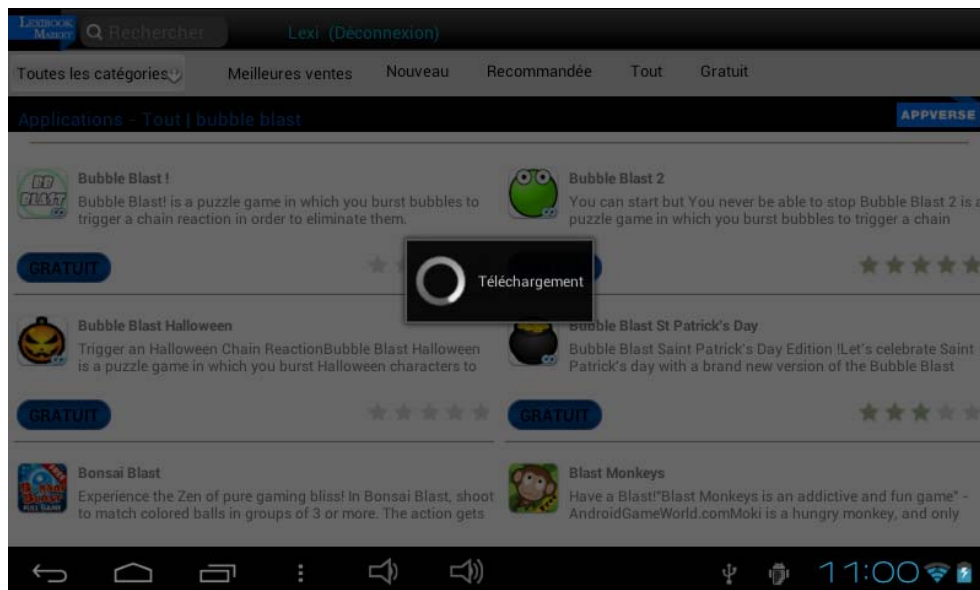 LEXIBOOK
MARKET
Rechercher
Lexi (Déconnexion)
Toutes les catégories
Meilleures ventes
Nouveau
Recommandée
Tout
Gratuit
Applications - Tout | bubble blast
APPVERSE
BB
BLAST
Bubble Blast !
Bubble Blast! is a puzzle game in which you burst bubbles to
trigger a chain reaction in order to eliminate them.
GRATUIT
Bubble Blast 2
You can start but You never be able to stop Bubble Blast 2 is a
puzzle game in which you burst bubbles to trigger a chain
Téléchargement
Bubble Blast Halloween
Trigger an Halloween Chain ReactionBubble Blast Halloween
is a puzzle game in which you burst Halloween characters to
GRATUIT
Bubble Blast St Patrick's Day
Bubble Blast Saint Patrick's Day Edition !Let's celebrate Saint
Patrick's day with a brand new version of the Bubble Blast
GRATUIT
Bonsai Blast
Experience the Zen of pure gaming bliss! In Bonsai Blast, shoot
to match colored balls in groups of 3 or more. The action gets
Blast Monkeys
Have a Blast!"Blast Monkeys is an addictive and fun game" -
AndroidGameWorld.comMoki is a hungry monkey, and only
11:00